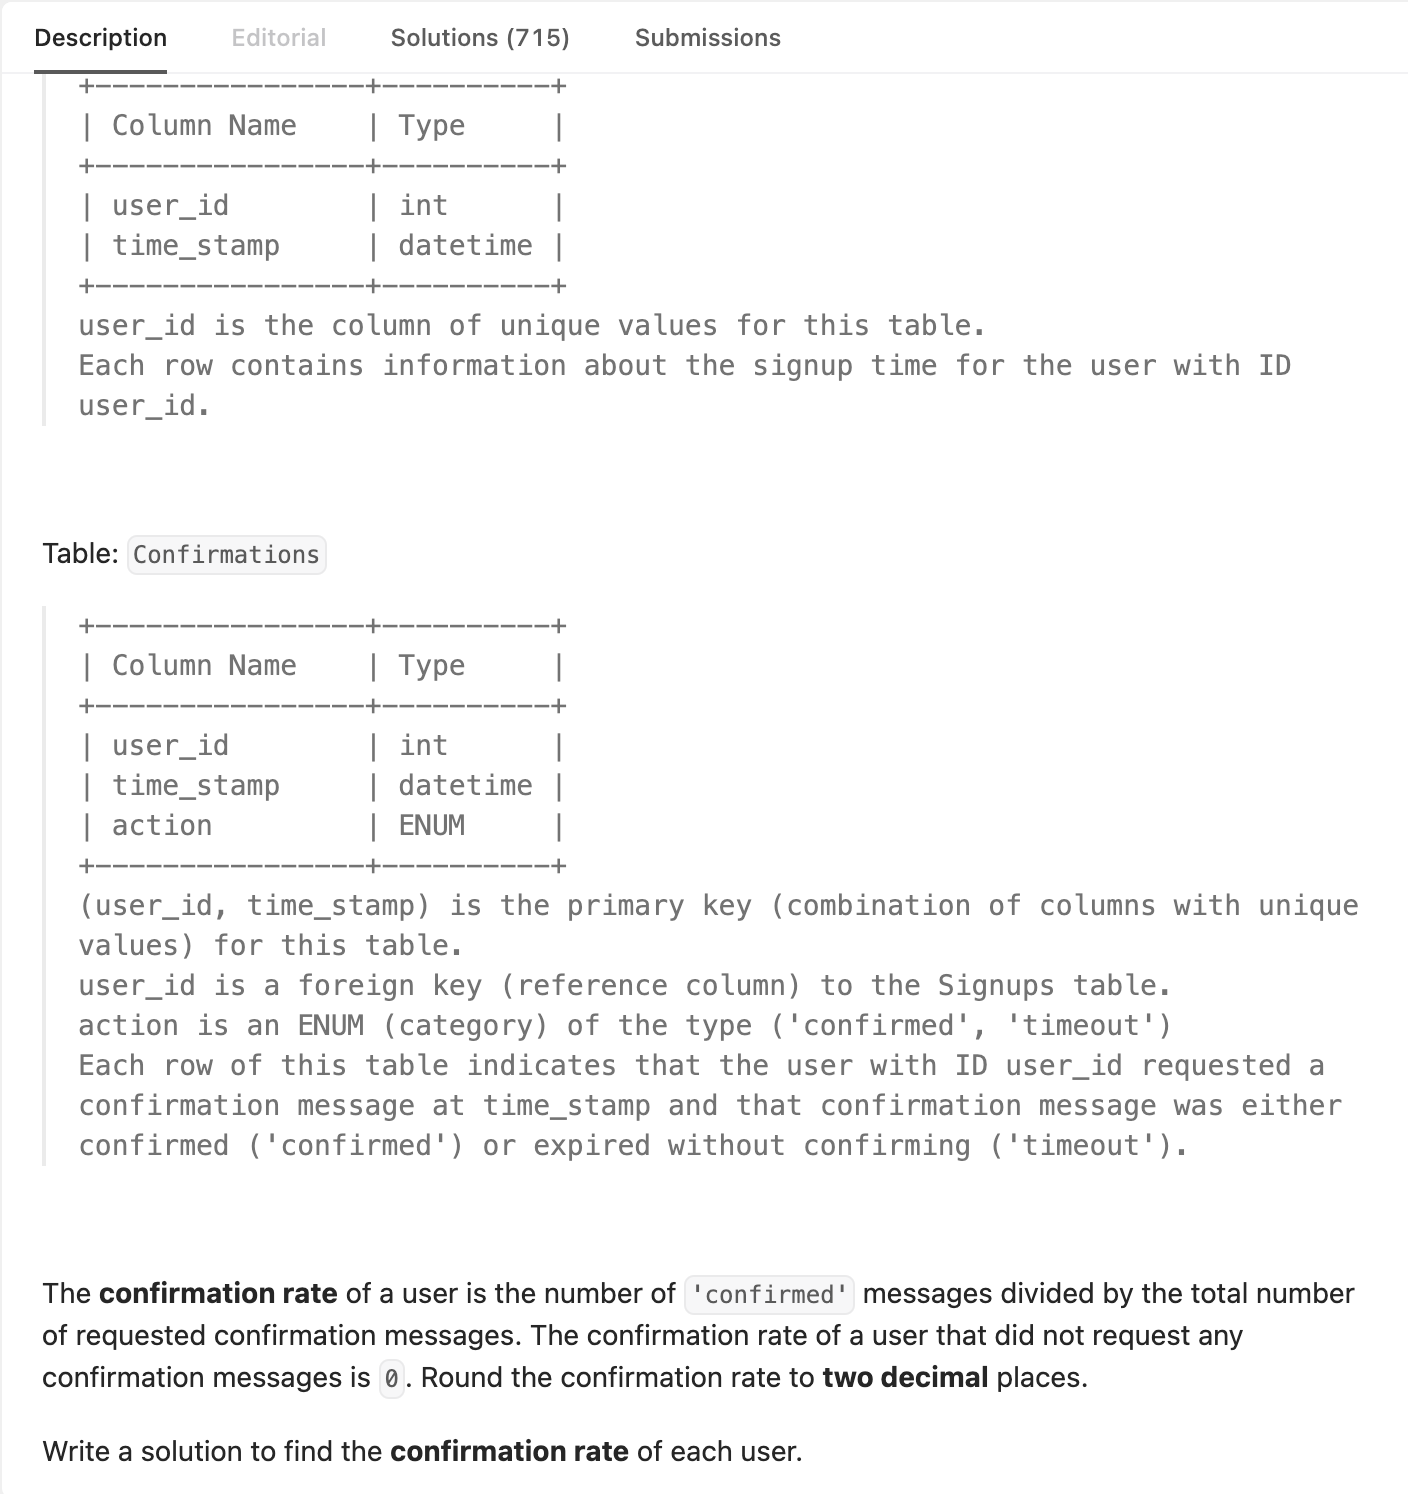 Description Editorial Solutions (715) Submissions
+----------------+----------+
| Column Name    | Type     |
+----------------+----------+
| user_id        | int      |
| time_stamp     | datetime |
+----------------+----------+
user_id is the column of unique values for this table.
Each row contains information about the signup time for the user with ID
user_id.
Table: Confirmations
+----------------+----------+
| Column Name    | Type     |
+----------------+----------+
| user_id        | int      |
| time_stamp     | datetime |
| action         | ENUM     |
+----------------+----------+
(user_id, time_stamp) is the primary key (combination of columns with unique
values) for this table.
user_id is a foreign key (reference column) to the Signups table.
action is an ENUM (category) of the type ('confirmed', 'timeout')
Each row of this table indicates that the user with ID user_id requested a
confirmation message at time_stamp and that confirmation message was either
confirmed ('confirmed') or expired without confirming ('timeout').
The confirmation rate of a user is the number of 'confirmed' messages divided by the total number
of requested confirmation messages. The confirmation rate of a user that did not request any
confirmation messages is 0. Round the confirmation rate to two decimal places.
Write a solution to find the confirmation rate of each user.